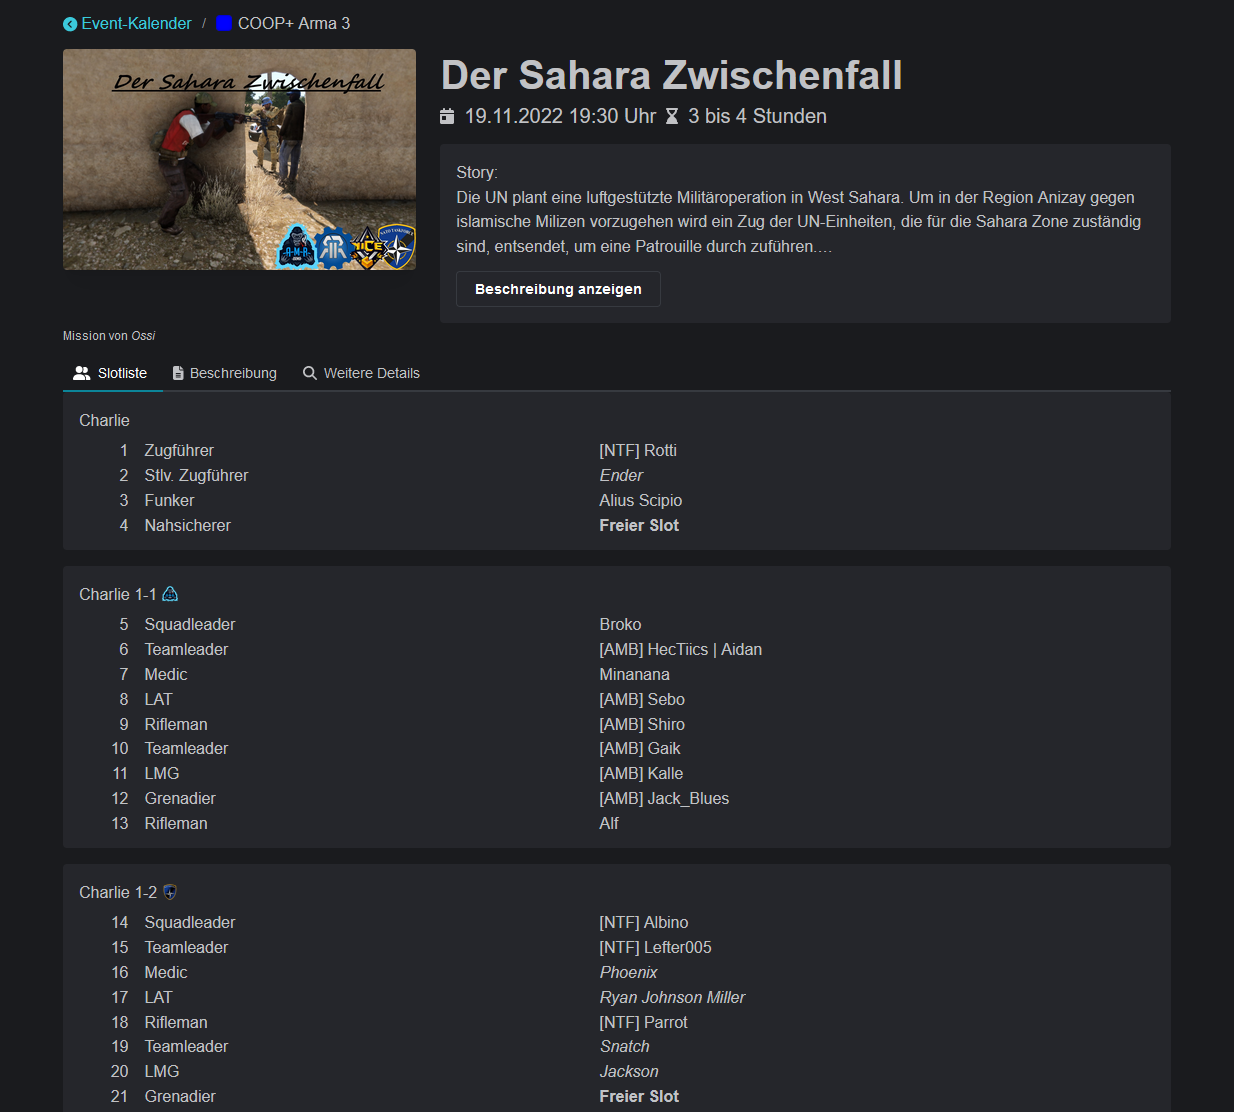 Event-Kalender / COOP+ Arma 3
Der Sahara Zwischenfall
Der Sahara Zwischenfall
19.11.2022 19:30 Uhr 3 bis 4 Stunden
Story:
Die UN plant eine luftgestützte Militäroperation in West Sahara. Um in der Region Anizay gegen
islamische Milizen vorzugehen wird ein Zug der UN-Einheiten, die für die Sahara Zone zuständig
sind, entsendet, um eine Patrouille durch zuführen....
Beschreibung anzeigen
Mission von Ossi
Slotliste Beschreibung Weitere Details
Charlie
1 Zugführer [NTF] Rotti
2 Stlv. Zugführer Ender
3 Funker Alius Scipio
4 Nahsicherer Freier Slot
Charlie 1-1
5 Squadleader Broko
6 Teamleader [AMB] HecTiics | Aidan
7 Medic Minanana
8 LAT [AMB] Sebo
9 Rifleman [AMB] Shiro
10 Teamleader [AMB] Gaik
11 LMG [AMB] Kalle
12 Grenadier [AMB] Jack_Blues
13 Rifleman Alf
Charlie 1-2
14 Squadleader [NTF] Albino
15 Teamleader [NTF] Lefter005
16 Medic Phoenix
17 LAT Ryan Johnson Miller
18 Rifleman [NTF] Parrot
19 Teamleader Snatch
20 LMG Jackson
21 Grenadier Freier Slot